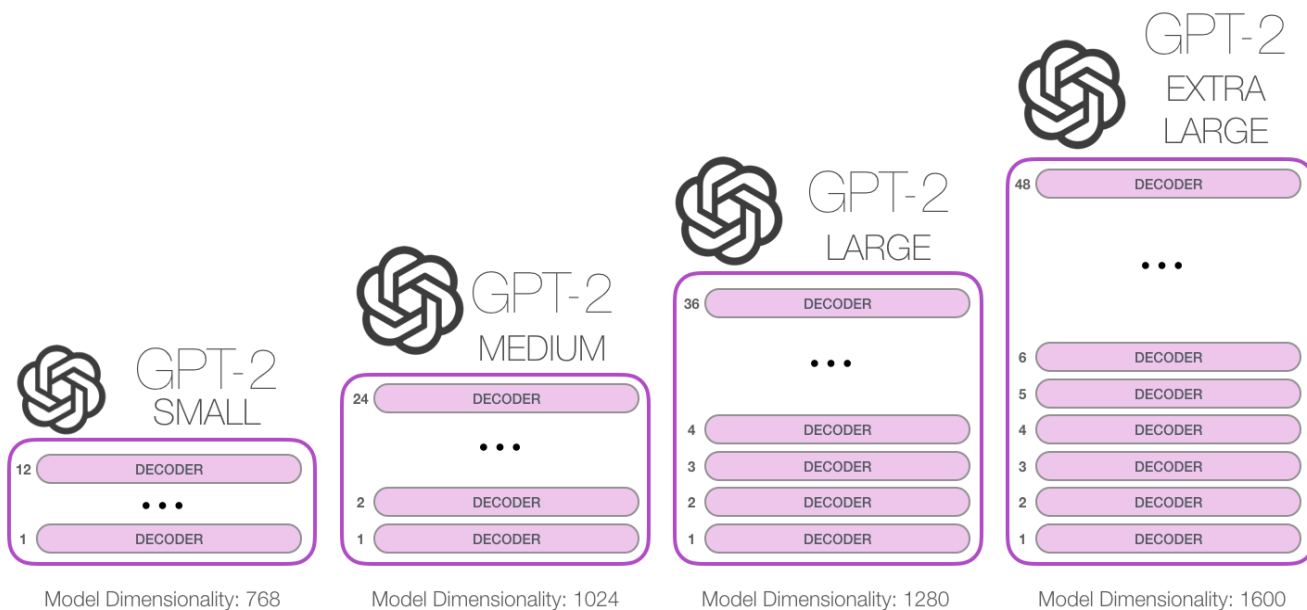 GPT-2
SMALL
12 DECODER
...
1 DECODER
Model Dimensionality: 768
GPT-2
MEDIUM
24 DECODER
...
2 DECODER
1 DECODER
Model Dimensionality: 1024
GPT-2
LARGE
36 DECODER
...
4 DECODER
3 DECODER
2 DECODER
1 DECODER
Model Dimensionality: 1280
GPT-2
EXTRA
LARGE
48 DECODER
...
6 DECODER
5 DECODER
4 DECODER
3 DECODER
2 DECODER
1 DECODER
Model Dimensionality: 1600